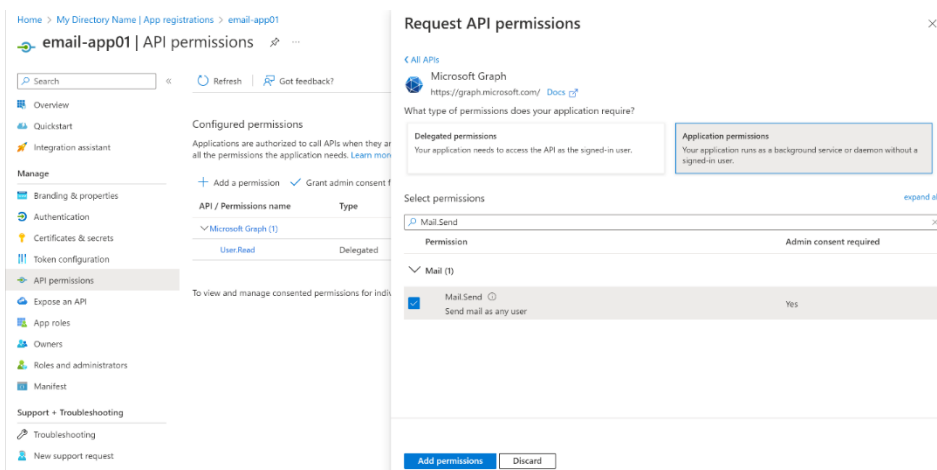 Home > My Directory Name | App registrations > email-app01
email-app01 | API permissions
Search
Refresh
Got feedback?
Overview
Quickstart
Integration assistant
Manage
Branding & properties
Authentication
Certificates & secrets
Token configuration
API permissions
Expose an API
App roles
Owners
Roles and administrators
Manifest
Support + Troubleshooting
Troubleshooting
New support request
Configured permissions
Applications are authorized to call APIs when they ar
all the permissions the application needs. Learn mor
Add a permission
Grant admin consent f
API / Permissions name Type
Microsoft Graph (1)
User.Read Delegated
To view and manage consented permissions for indiv
Request API permissions
All APIs
Microsoft Graph
https://graph.microsoft.com/ Docs
What type of permissions does your application require?
Delegated permissions
Your application needs to access the API as the signed-in user.
Application permissions
Your application runs as a background service or daemon without a
signed-in user.
Select permissions
expand al
Mail.Send
Permission Admin consent required
Mail (1)
Mail.Send
Send mail as any user
Yes
Add permissions
Discard